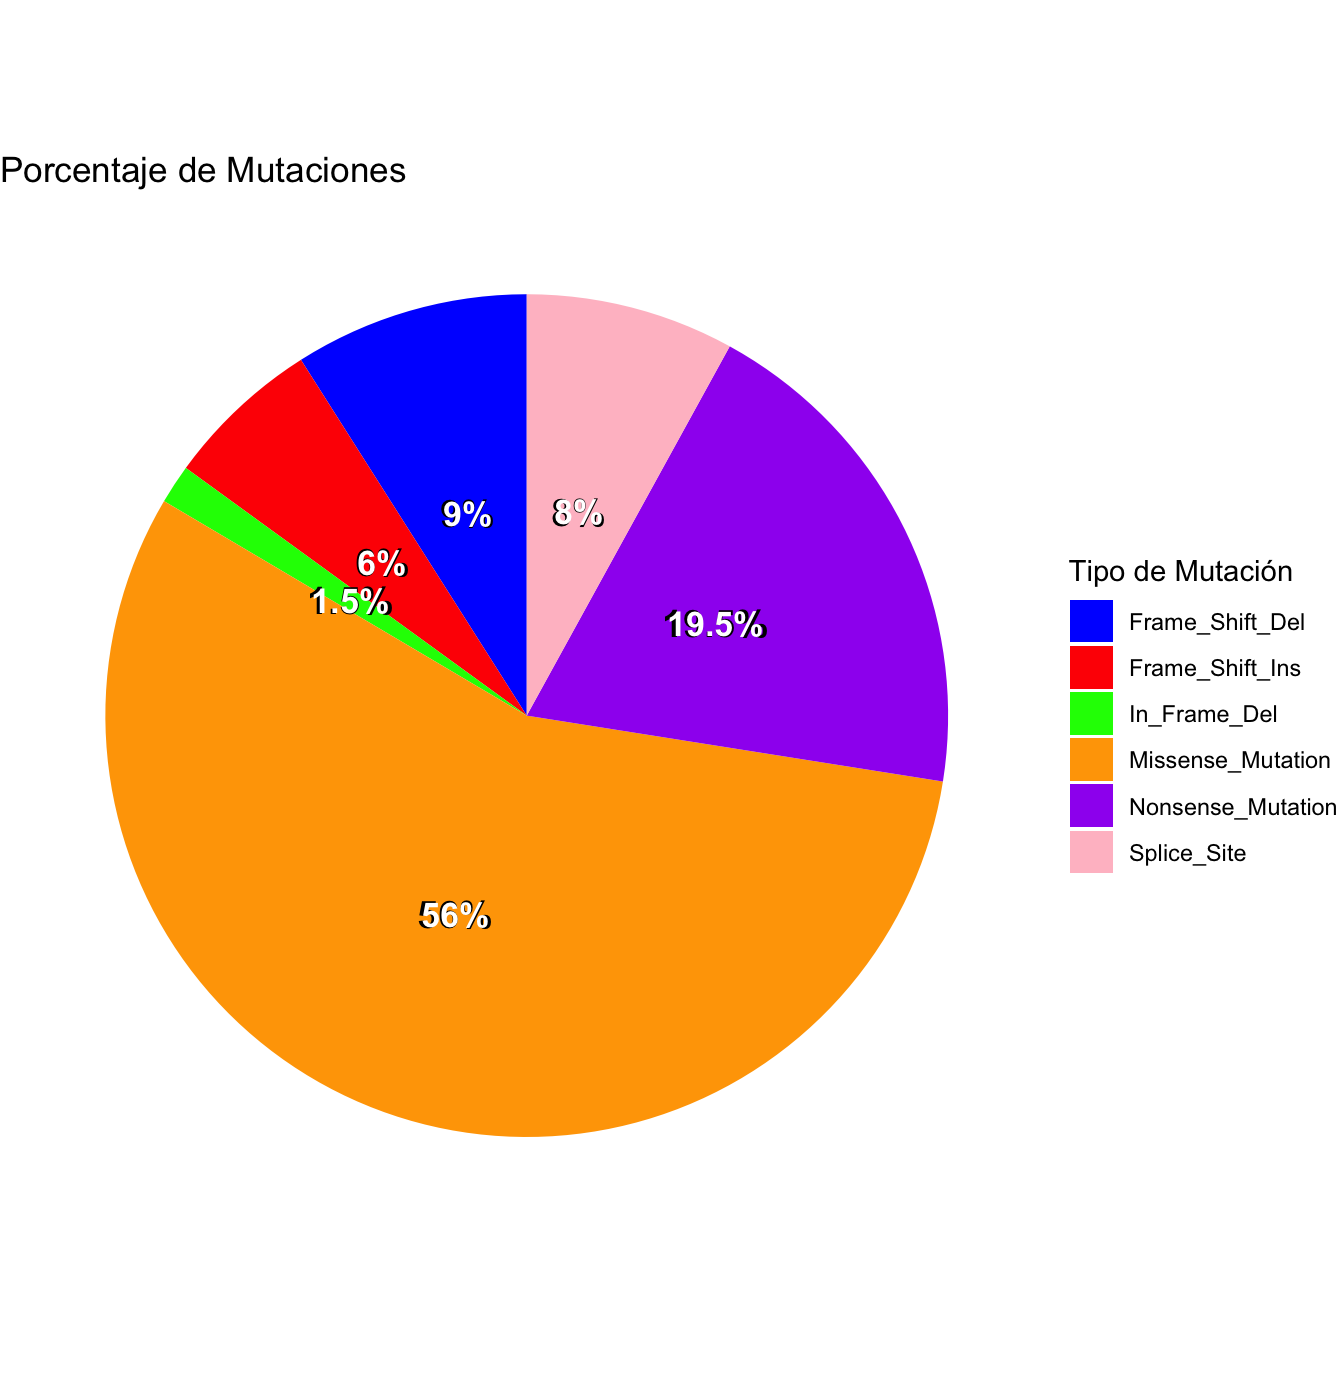 Porcentaje de Mutaciones
9%
8%
6%
1.5%
19.5%
56%
Tipo de Mutación
Frame_Shift_Del
Frame_Shift_Ins
In_Frame_Del
Missense_Mutation
Nonsense_Mutation
Splice_Site